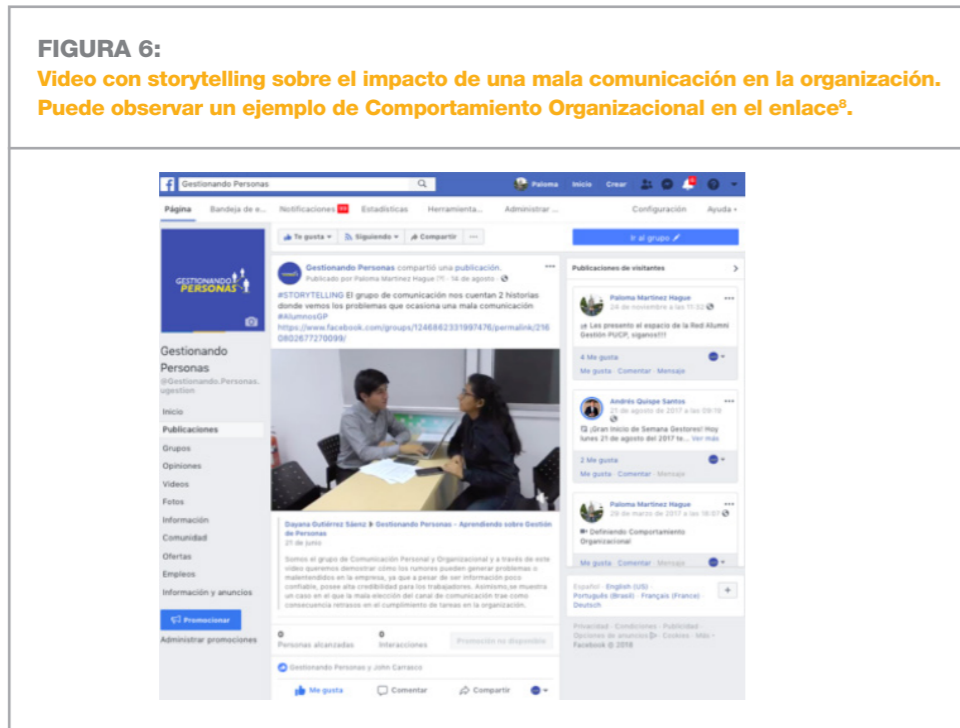 FIGURA 6:
Video con storytelling sobre el impacto de una mala comunicación en la organización.
Puede observar un ejemplo de Comportamiento Organizacional en el enlace⁸.
Gestionando Personas
Paloma Inicio Crear
Página Bandeja de e... Notificaciones Estadísticas Herramienta... Administrar ... Configuración Ayuda
Te gusta Siguiendo Compartir ...
Ir al grupo
GESTIONANDO
PERSONAS
Gestionando
Personas
@Gestionando.Personas.
ugestion
Inicio
Publicaciones
Grupos
Opiniones
Videos
Fotos
Información
Comunidad
Ofertas
Empleos
Información y anuncios
Promocionar
Administrar promociones
Gestionando Personas compartió una publicación.
Publicado por Paloma Martinez Hague · 14 de agosto ·
#STORYTELLING El grupo de comunicación nos cuentan 2 historias
donde vemos los problemas que ocasiona una mala comunicación
#AlumnosGP
https://www.facebook.com/groups/1246862331997476/permalink/216
0802677270099/
Dayana Gutiérrez Sáenz Gestionando Personas - Aprendiendo sobre Gestión
de Personas
21 de junio
Somos el grupo de Comunicación Personal y Organizacional y a través de este
video queremos demostrar cómo los rumores pueden generar problemas o
malentendidos en la empresa, ya que a pesar de ser información poco
confiable, posee alta credibilidad para los trabajadores. Asimismo,se muestra
un caso en el que la mala elección del canal de comunicación trae como
consecuencia retrasos en el cumplimiento de tareas en la organización.
0
Personas alcanzadas
0
Interacciones
Promoción no disponible
Gestionando Personas y John Carrasco
Me gusta Comentar Compartir
Publicaciones de visitantes
Paloma Martinez Hague
24 de noviembre a las 11:32
Les presento el espacio de la Red Alumni
Gestión PUCP, síganos!!!
4 Me gusta
Me gusta · Comentar · Mensaje
Andrés Quispe Santos
21 de agosto de 2017 a las 09:19
¡Gran Inicio de Semana Gestores! Hoy
lunes 21 de agosto del 2017 te... Ver más
2 Me gusta
Me gusta · Comentar · Mensaje
Paloma Martinez Hague
29 de marzo de 2017 a las 18:07
Definiendo Comportamiento
Organizacional
Me gusta · Comentar · Mensaje
Español · English (US) ·
Português (Brasil) · Français (France) ·
Deutsch
Privacidad · Condiciones · Publicidad ·
Opciones de anuncios · Cookies · Más
Facebook © 2018